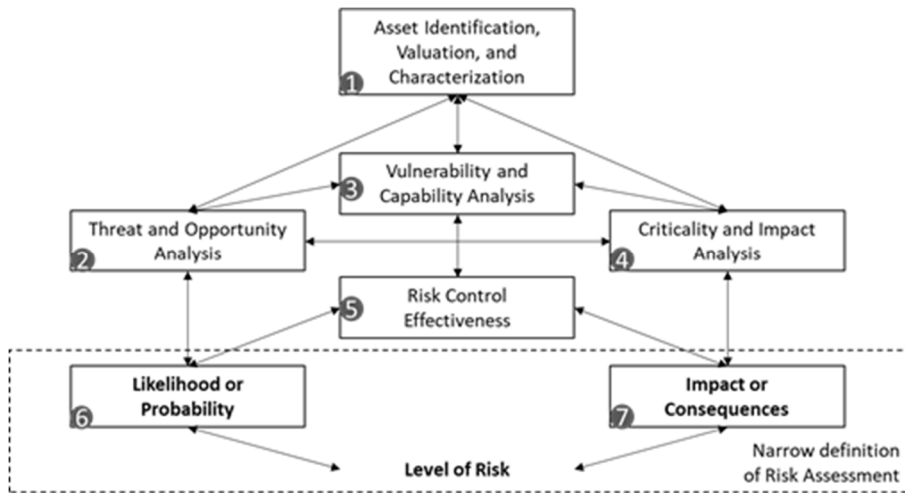 Asset Identification,
Valuation, and
Characterization
1
Vulnerability and
Capability Analysis
3
Threat and Opportunity
Analysis
2
Criticality and Impact
Analysis
4
Risk Control
Effectiveness
5
Likelihood or
Probability
6
Impact or
Consequences
7
Level of Risk
Narrow definition
of Risk Assessment